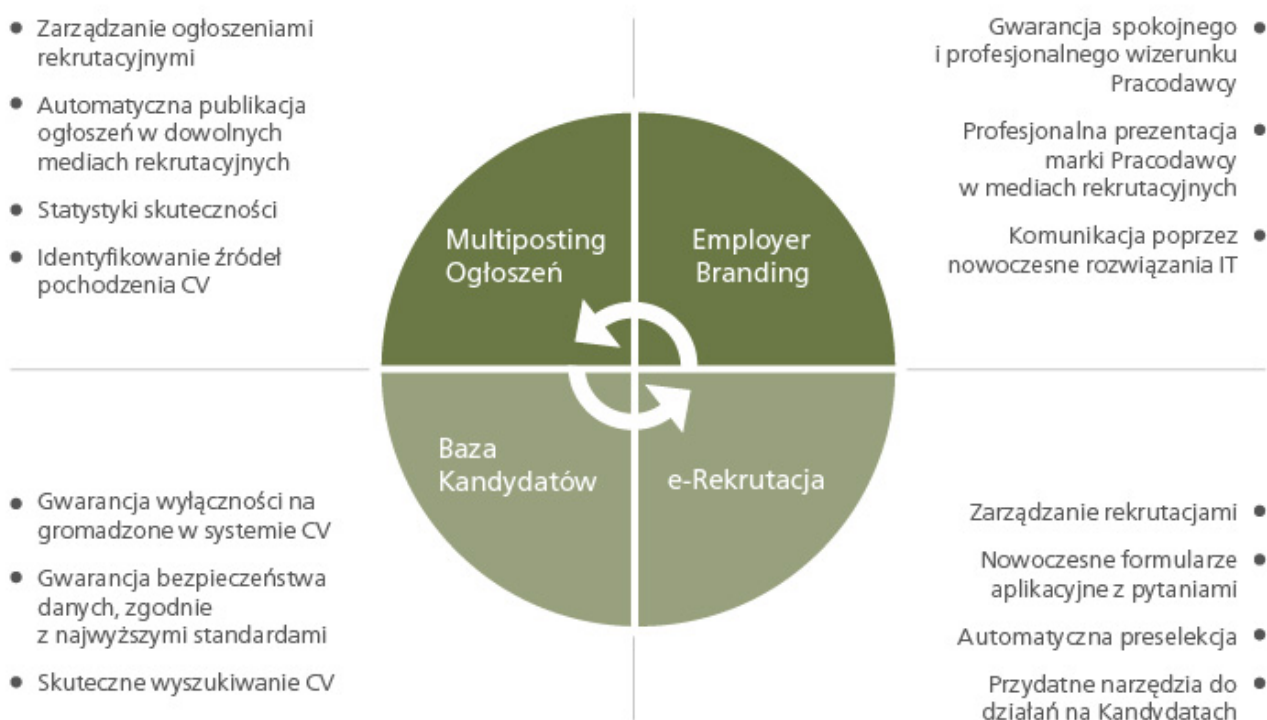 Zarządzanie ogłoszeniami
rekrutacyjnymi
Automatyczna publikacja
ogłoszeń w dowolnych
mediach rekrutacyjnych
Statystyki skuteczności
Identyfikowanie źródeł
pochodzenia CV
Gwarancja spokojnego
i profesjonalnego wizerunku
Pracodawcy
Profesjonalna prezentacja
marki Pracodawcy
w mediach rekrutacyjnych
Komunikacja poprzez
nowoczesne rozwiązania IT
Multiposting
Ogłoszeń
Employer
Branding
Baza
Kandydatów
e-Rekrutacja
Gwarancja wyłączności na
gromadzone w systemie CV
Gwarancja bezpieczeństwa
danych, zgodnie
z najwyższymi standardami
Skuteczne wyszukiwanie CV
Zarządzanie rekrutacjami
Nowoczesne formularze
aplikacyjne z pytaniami
Automatyczna preselekcja
Przydatne narzędzia do
działań na Kandydatach